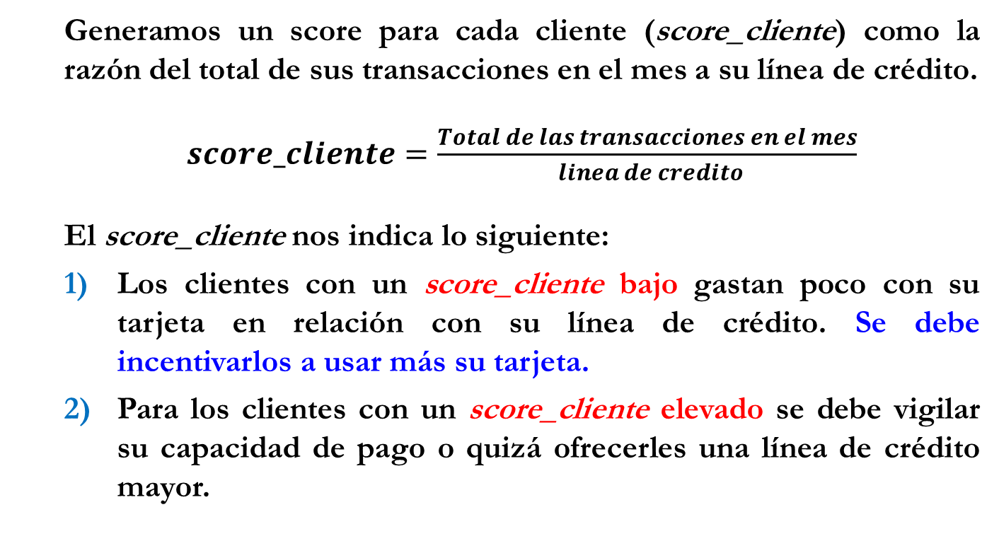 Generamos un score para cada cliente (score_cliente) como la
razón del total de sus transacciones en el mes a su línea de crédito.
score_cliente = Total de las transacciones en el mes
linea de credito
El score_cliente nos indica lo siguiente:
1) Los clientes con un score_cliente bajo gastan poco con su
tarjeta en relación con su línea de crédito. Se debe
incentivarlos a usar más su tarjeta.
2) Para los clientes con un score_cliente elevado se debe vigilar
su capacidad de pago o quizá ofrecerles una línea de crédito
mayor.